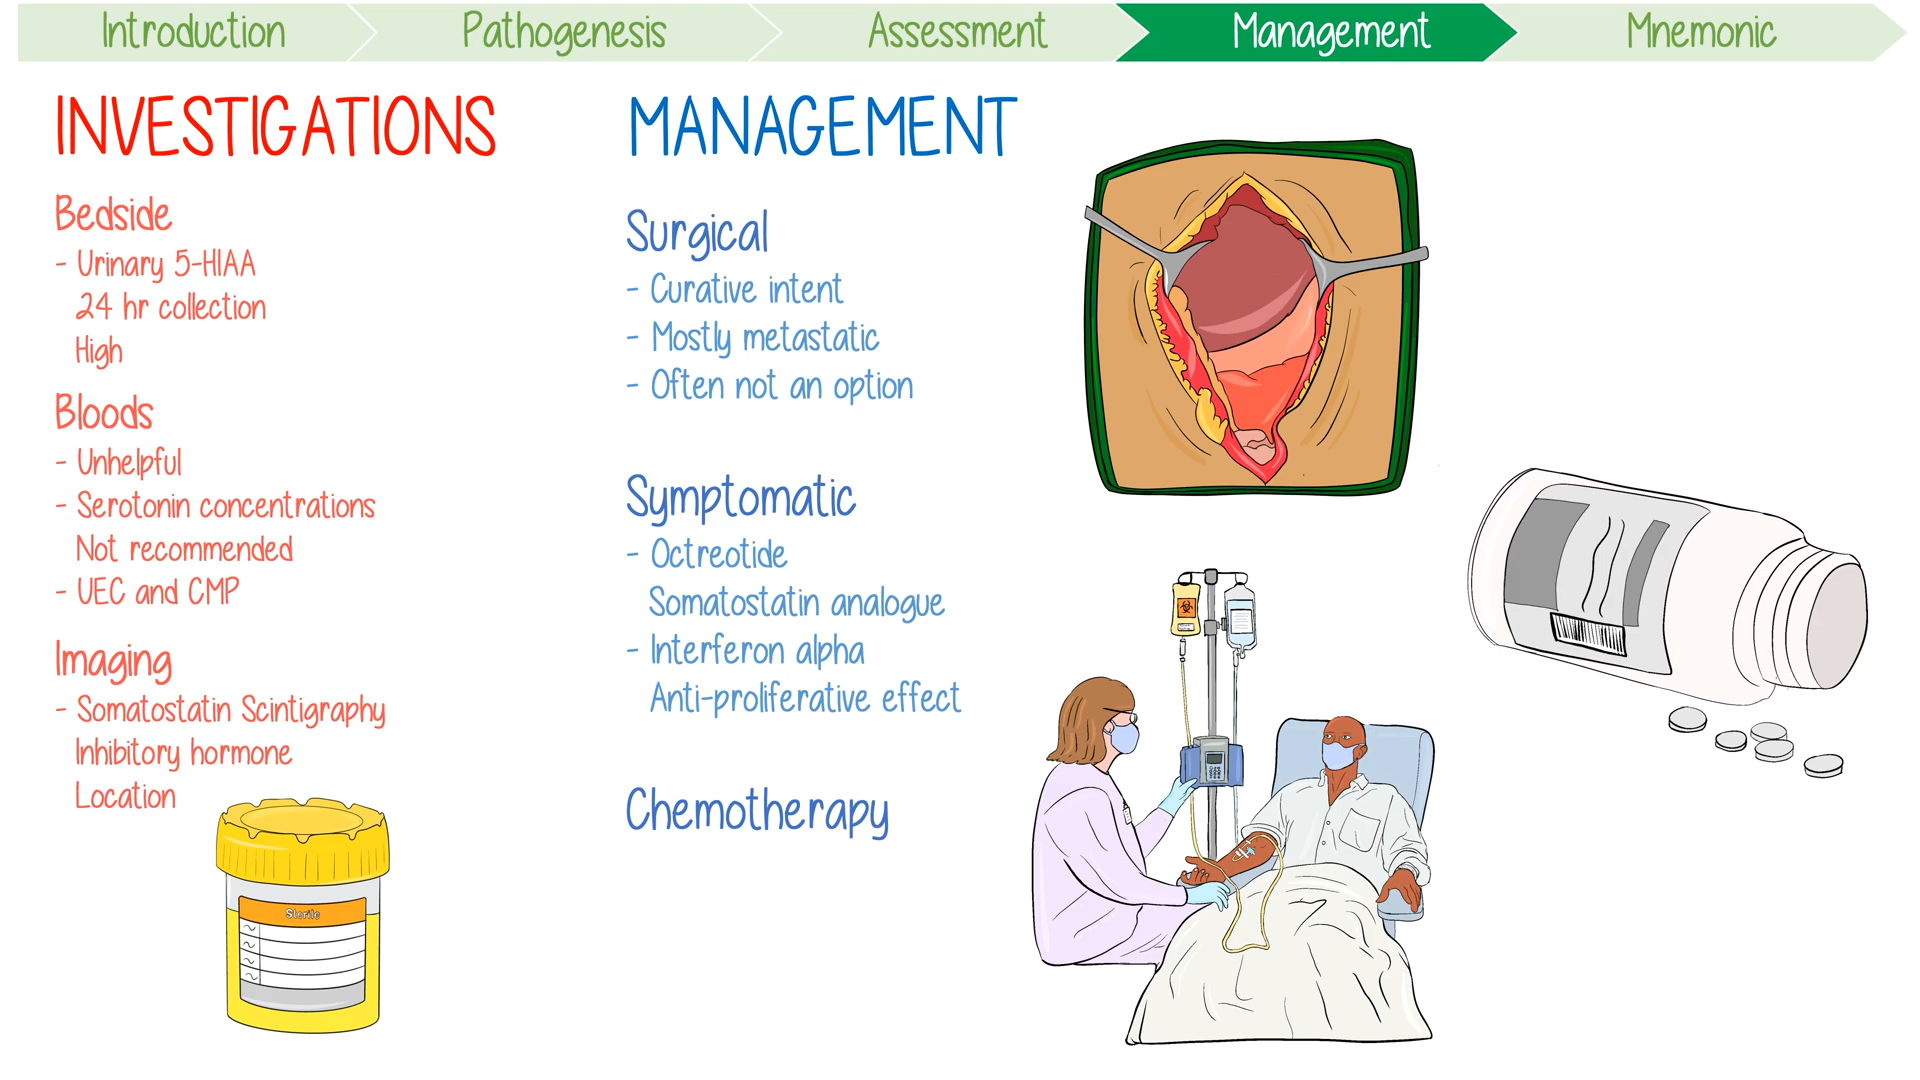 Introduction
Pathogenesis
Assessment
Management
Mnemonic
INVESTIGATIONS
Bedside
- Urinary 5-HIAA
24 hr collection
High
Bloods
- Unhelpful
- Serotonin concentrations
Not recommended
- UEC and CMP
Imaging
- Somatostatin Scintigraphy
Inhibitory hormone
Location
Sterile
MANAGEMENT
Surgical
- Curative intent
- Mostly metastatic
- Often not an option
Symptomatic
- Octreotide
Somatostatin analogue
- Interferon alpha
Anti-proliferative effect
Chemotherapy